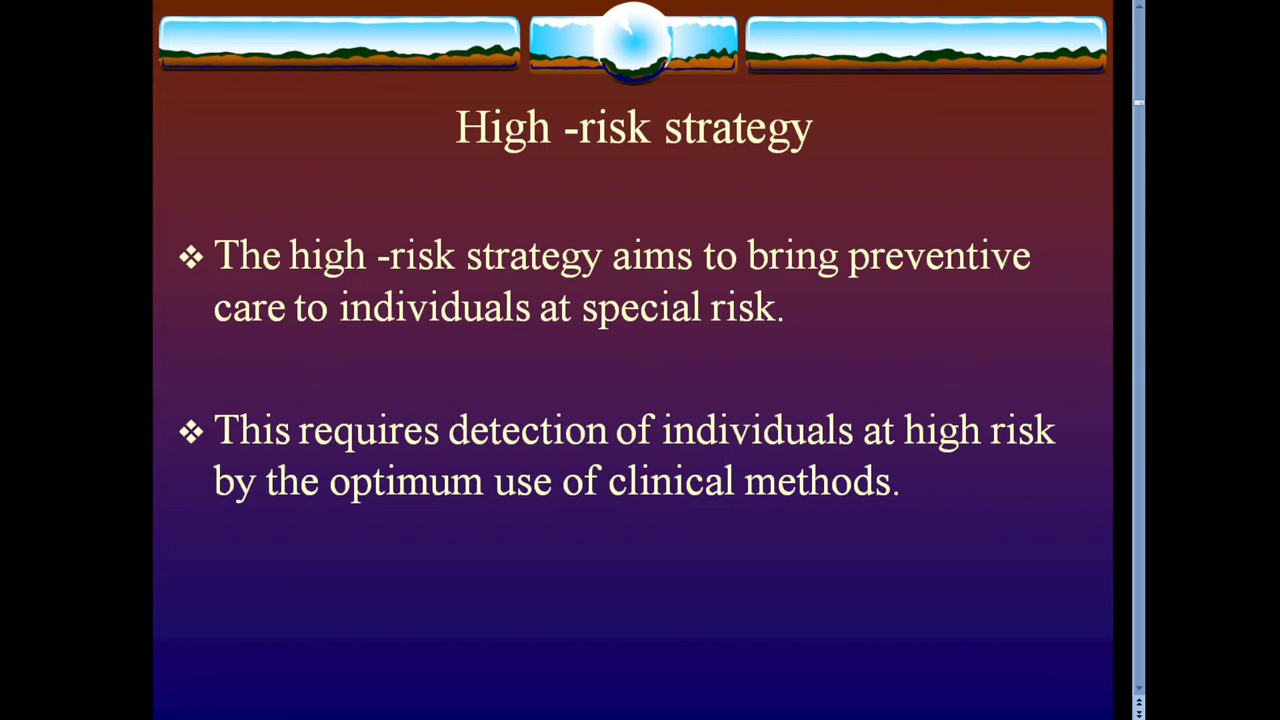 High -risk strategy
❖ The high -risk strategy aims to bring preventive
care to individuals at special risk.
❖ This requires detection of individuals at high risk
by the optimum use of clinical methods.